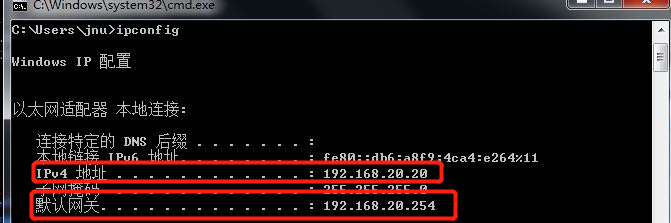 C:\Windows\system32\cmd.exe
C:\Users\jnu>ipconfig
Windows IP 配置
以太网适配器 本地连接:
连接特定的 DNS 后缀 . . . . . . . :
本地链接 IPv6 地址. . . . . . . . : fe80::db6:a8f9:4ca4:e264%11
IPv4 地址 . . . . . . . . . . . . : 192.168.20.20
子网掩码 . . . . . . . . . . . . : 255.255.255.0
默认网关. . . . . . . . . . . . . : 192.168.20.254